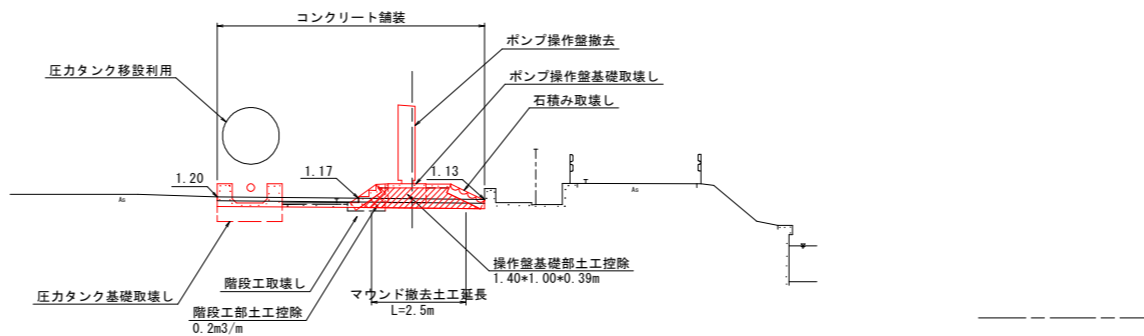 コンクリート舗装
ポンプ操作盤撤去
圧力タンク移設利用
ポンプ操作盤基礎取壊し
石積み取壊し
1.20
1.17
1.13
As
As
操作盤基礎部土工控除
1.40*1.00*0.39m
階段工取壊し
圧力タンク基礎取壊し
マウンド撤去土工延長
L=2.5m
階段工部土工控除
0.2m3/m